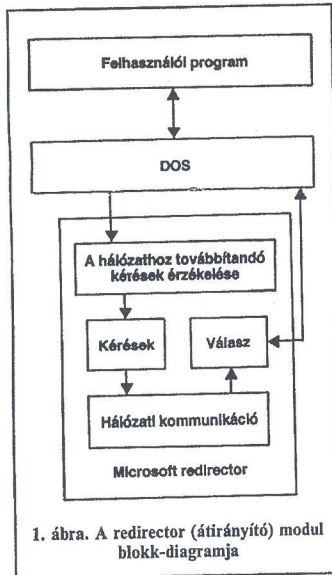 Felhasználói program
DOS
A hálózathoz továbbítandó
kérések érzékelése
Kérések
Válasz
Hálózati kommunikáció
Microsoft redirector
1. ábra. A redirector (átirányító) modul
blokk-diagramja